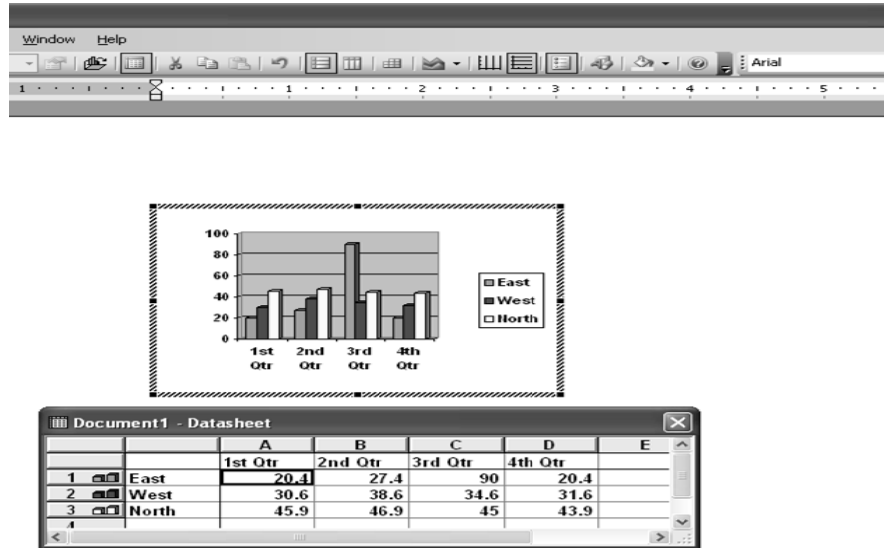 Window Help
Arial
1 1 2 3 4 5
100
80
60
40
20
0
1st Qtr 2nd Qtr 3rd Qtr 4th Qtr
East
West
North
Document1 - Datasheet
A B C D E
1st Qtr 2nd Qtr 3rd Qtr 4th Qtr
1 East 20.4 27.4 90 20.4
2 West 30.6 38.6 34.6 31.6
3 North 45.9 46.9 45 43.9
4